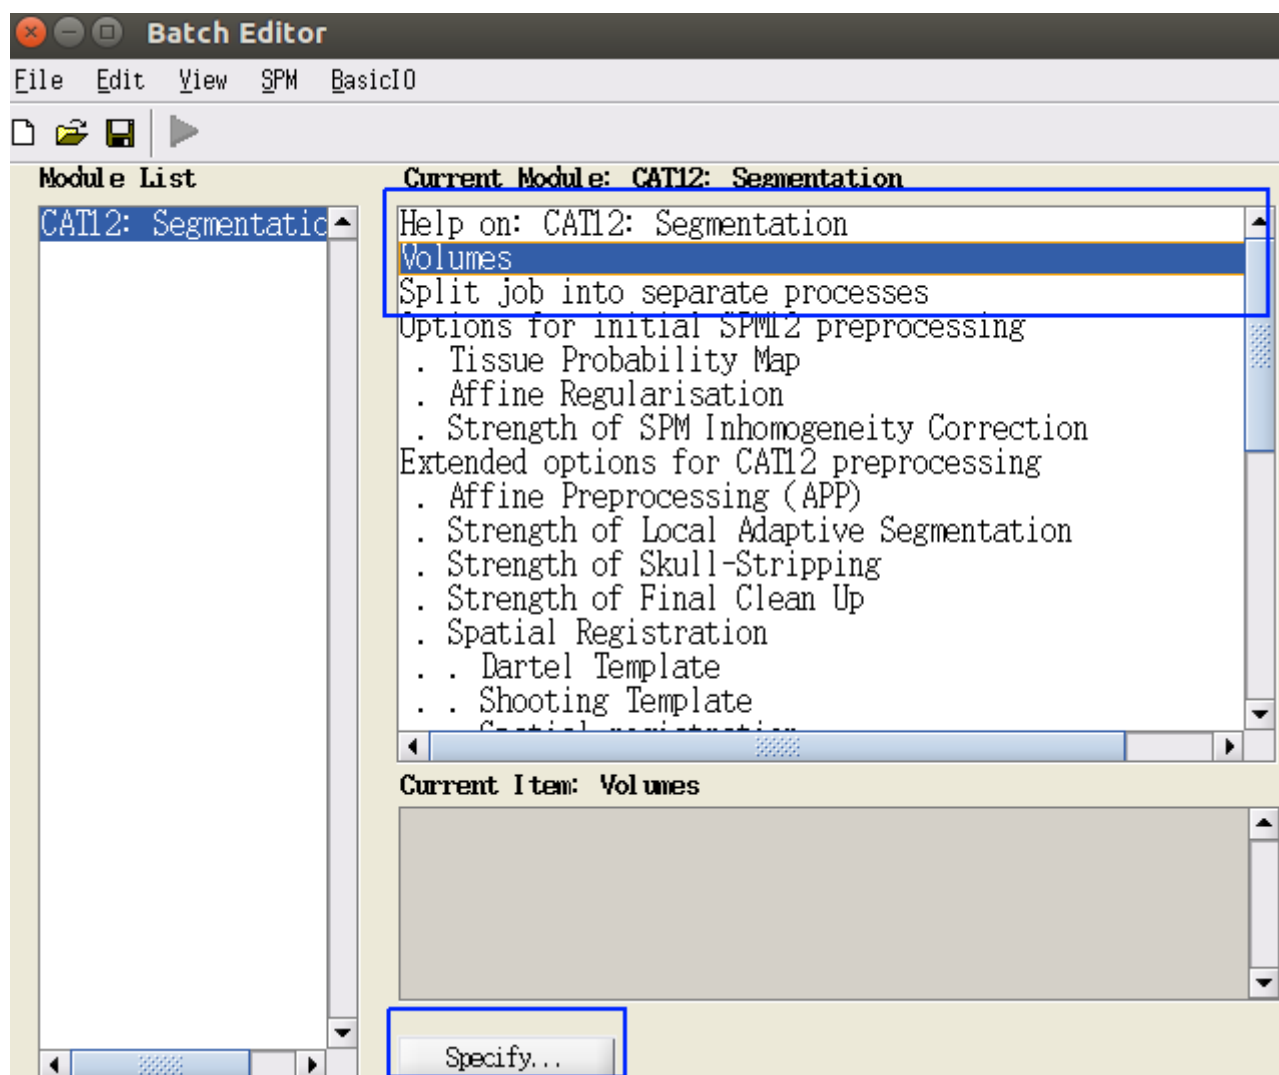 Batch Editor
File Edit View SPM BasicIO
Module List
CAT12: Segmentatic
Current Module: CAT12: Segmentation
Help on: CAT12: Segmentation
Volumes
Split job into separate processes
Options for initial SPM12 preprocessing
. Tissue Probability Map
. Affine Regularisation
. Strength of SPM Inhomogeneity Correction
Extended options for CAT12 preprocessing
. Affine Preprocessing (APP)
. Strength of Local Adaptive Segmentation
. Strength of Skull-Stripping
. Strength of Final Clean Up
. Spatial Registration
. . Dartel Template
. . Shooting Template
Current Item: Volumes
Specify...